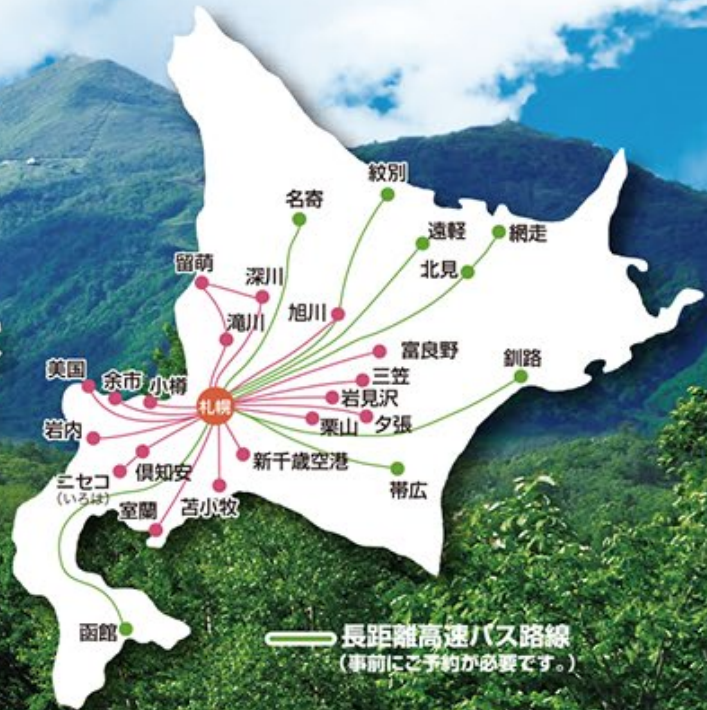 紋別
名寄
遠軽
網走
北見
留萌
深川
旭川
滝川
富良野
釧路
美国
余市
小樽
三笠
札幌
岩見沢
岩内
栗山
夕張
倶知安
新千歳空港
ニセコ
(いろは)
帯広
室蘭
苫小牧
函館
長距離高速バス路線
(事前にご予約が必要です。)